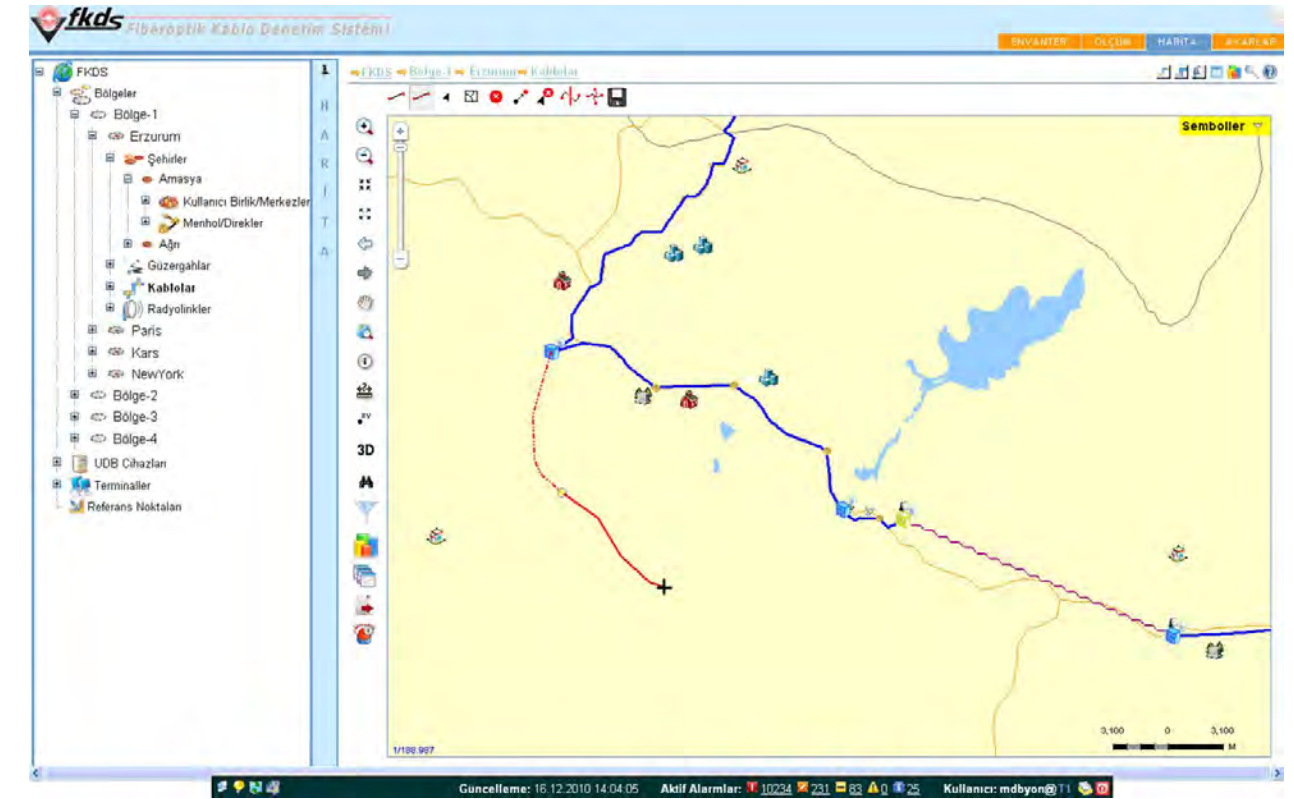 fkds Fiberoptik Kablo Denetim Sistemi
ENVANTER ÖLÇÜM HARİTA AYARLAR
FKDS
Bölgeler
Bölge-1
Erzurum
Şehirler
Amasya
Kullanıcı Birlik/Merkezler
Menhol/Direkler
Ağrı
Güzergahlar
Kablolar
Radyolinkler
Paris
Kars
NewYork
Bölge-2
Bölge-3
Bölge-4
UDB Cihazları
Terminaller
Referans Noktaları
1
H
A
R
İ
T
A
FKDS Bölge-1 Erzurum Kablolar
Semboller
XY
3D
1/188.987
3,100 0 3,100
M
Guncelleme: 16.12.2010 14:04:05 Aktif Alarmlar: 10234 231 83 0 25 Kullanıcı: mdbyon@T1